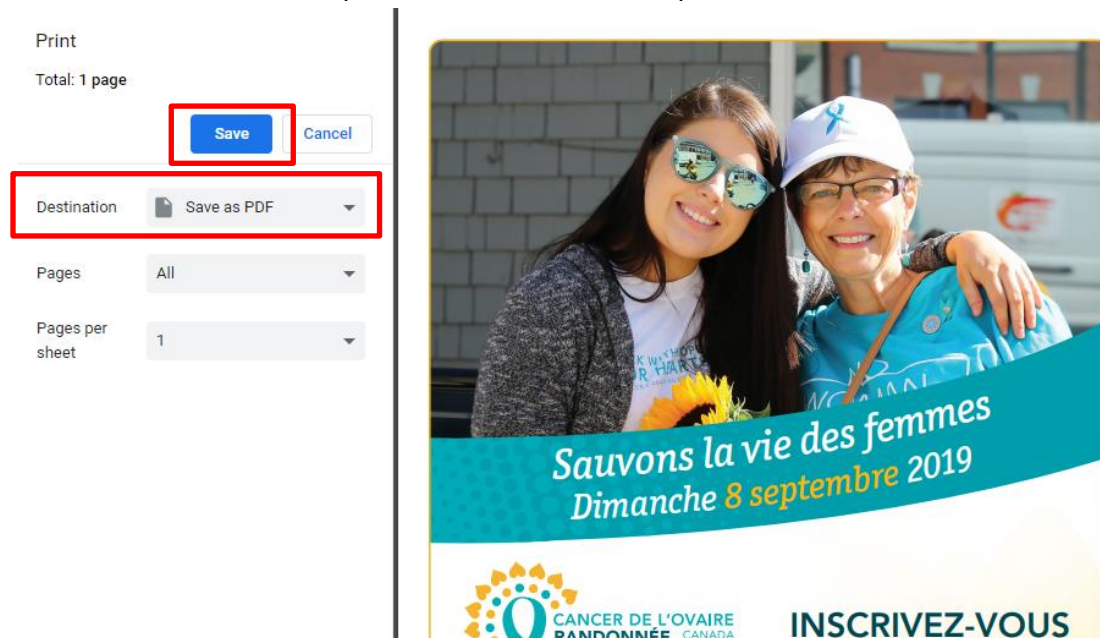 Print
Total: 1 page
Save
Cancel
Destination
Save as PDF
Pages
All
Pages per
sheet
1
Sauvons la vie des femmes
Dimanche 8 septembre 2019
CANCER DE L'OVAIRE
RANDONNÉE CANADA
INSCRIVEZ-VOUS